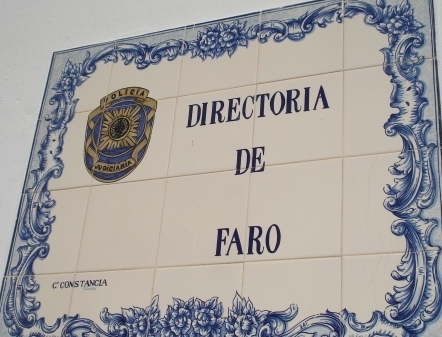 POLICIA
JUDICIARIA
DIRECTORIA
DE
FARO
Cª CONSTANCIA